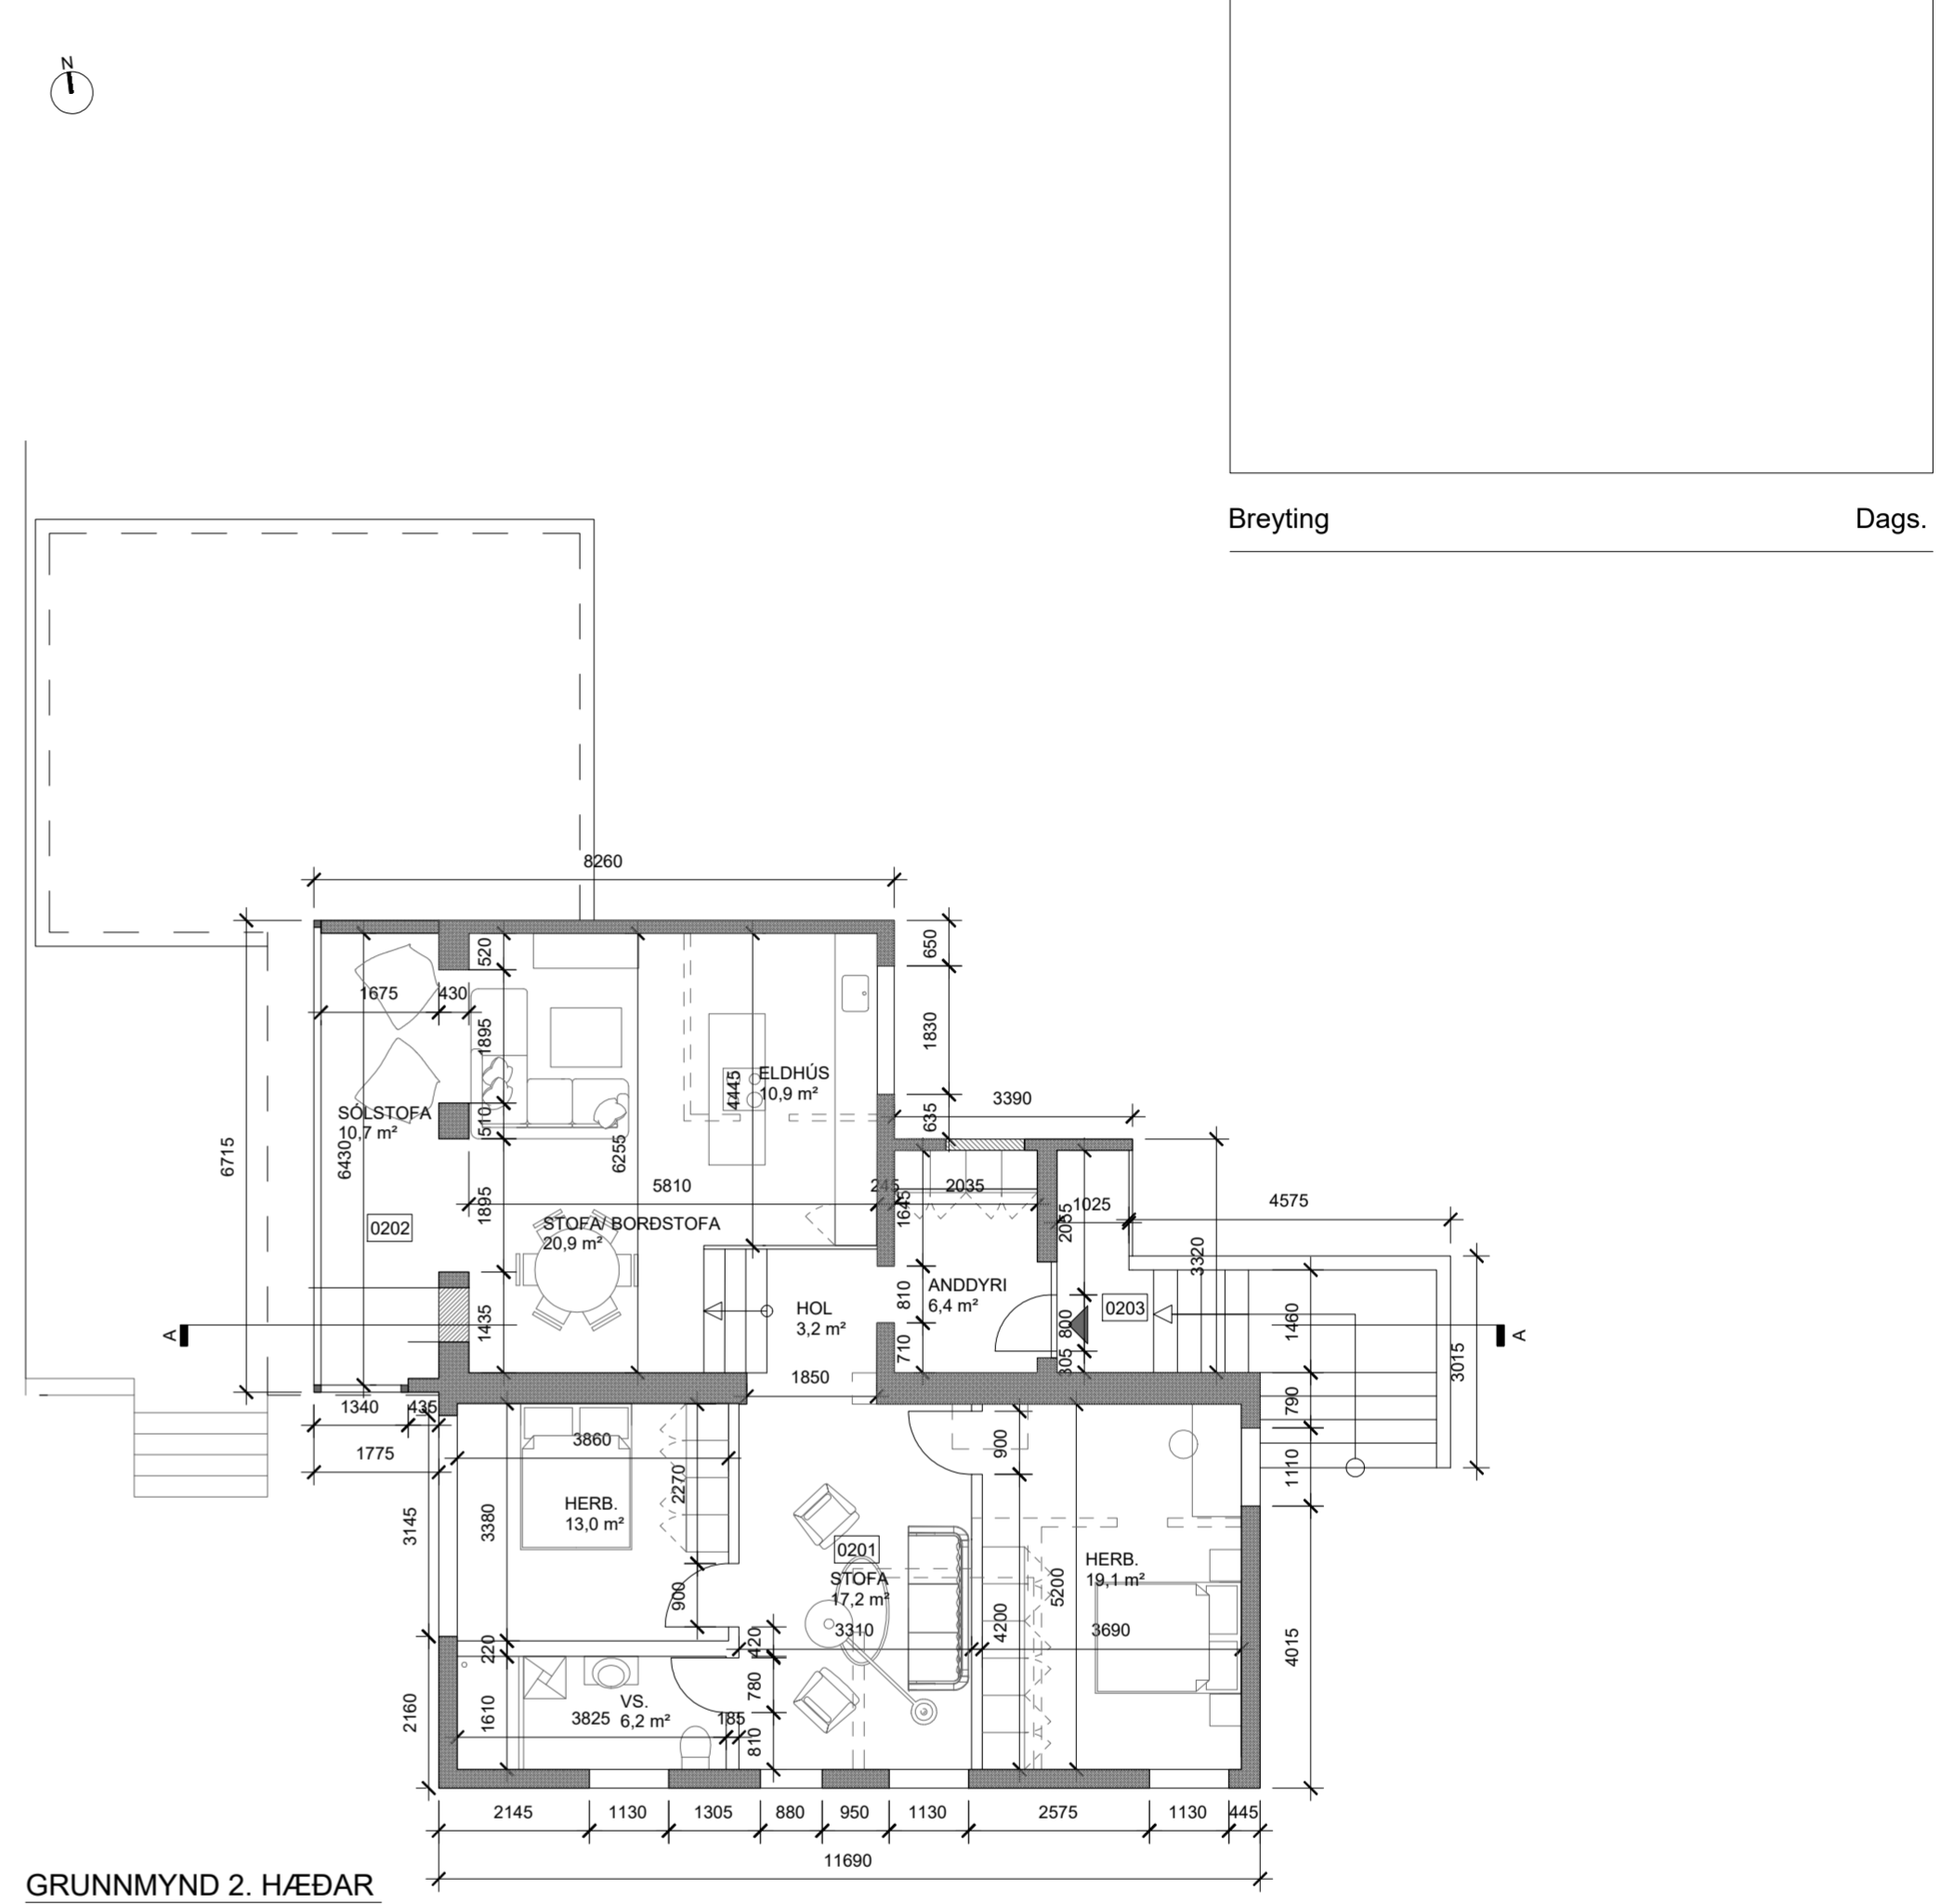 N
Breyting Dags.
8260
520
650
1675 430
1895
1830
ELDHÚS
10,9 m²
4445
SÓLSTOFA
10,7 m²
510
635
3390
6715
6430
6255
5810 245 2035
1645
1025
4575
1895
2055
0202
STOFA/ BORÐSTOFA
20,9 m²
3320
ANDDYRI
6,4 m²
810
HOL
3,2 m²
0203
1435
710
800
305
1460
A
A
3015
1850
1340 435
790
1775
3860
900
2270
1110
HERB.
13,0 m²
3145
3380
0201
STOFA
17,2 m²
HERB.
19,1 m²
900
5200
4200
3310
3690
4015
220
420
VS.
6,2 m²
3825
185
780
2160
1610
810
2145 1130 1305 880 950 1130 2575 1130 445
11690
GRUNNMYND 2. HÆÐAR